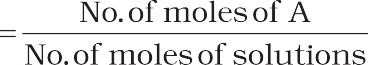 = No. of moles of A
No. of moles of solutions